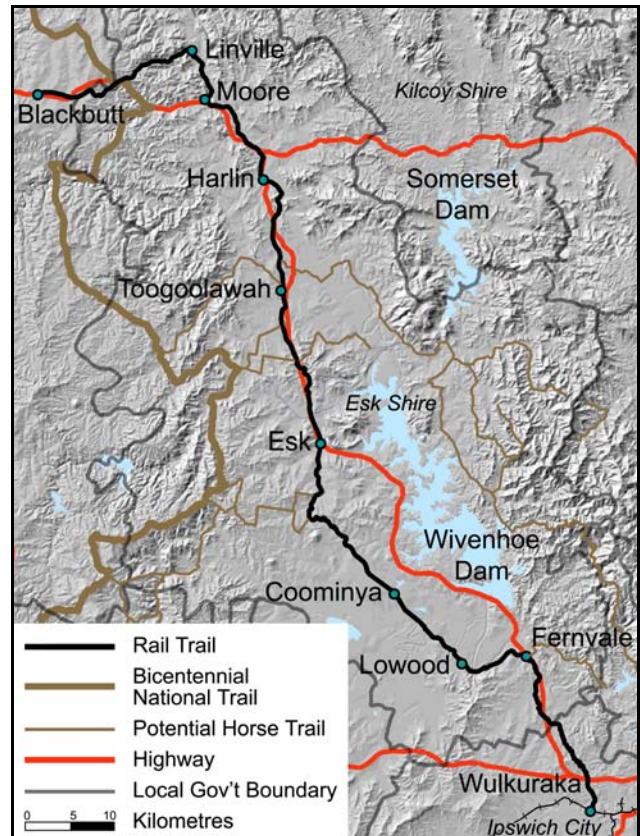 Linville
Moore
Kilcoy Shire
Blackbutt
Harlin
Somerset
Dam
Toogoolawah
Esk Shire
Esk
Wivenhoe
Dam
Coominya
Fernvale
Lowood
Wulkuraka
Ipswich City
Rail Trail
Bicentennial
National Trail
Potential Horse Trail
Highway
Local Gov't Boundary
0 5 10
Kilometres